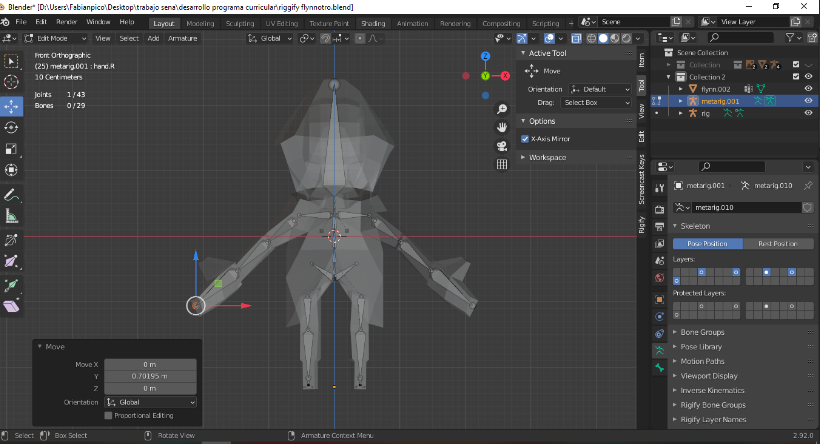 Blender* [D:\Users\Fabianpico\Desktop\trabajo sena\desarrollo programa curricular\riggify flynnotro.blend]
File Edit Render Window Help Layout Modeling Sculpting UV Editing Texture Paint Shading Animation Rendering Compositing Scripting + Scene View Layer
Edit Mode View Select Add Armature Global
Front Orthographic
(25) metarig.001 : hand.R
10 Centimeters
Joints 1 / 43
Bones 0 / 29
Z
Y
X
Active Tool
Move
Orientation Default
Drag: Select Box
Options
X-Axis Mirror
Workspace
Item
Tool
View
Edit
Screencast Keys
Rigify
Scene Collection
Collection
Collection 2
flynn.002
metarig.001
rig
metarig.001 metarig.010
metarig.010
Skeleton
Pose Position Rest Position
Layers:
Protected Layers:
Bone Groups
Pose Library
Motion Paths
Viewport Display
Inverse Kinematics
Rigify Bone Groups
Rigify Layer Names
Move
Move X 0 m
Y 0.70195 m
Z 0 m
Orientation Global
Proportional Editing
Select Box Select Rotate View Armature Context Menu 2.92.0